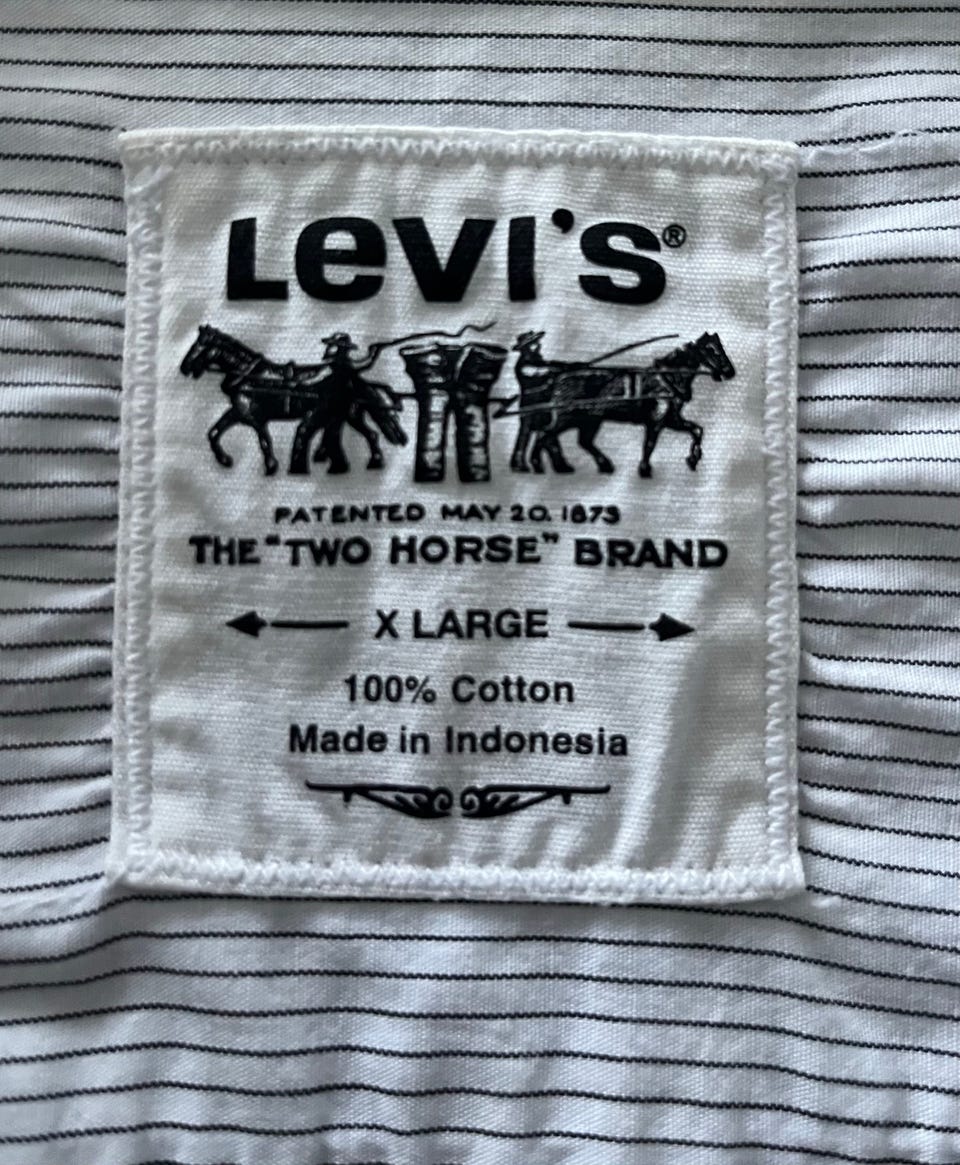 Levi's®
PATENTED MAY 20. 1873
THE "TWO HORSE" BRAND
X LARGE
100% Cotton
Made in Indonesia